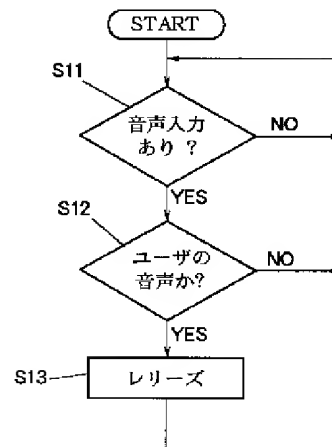 START
S11
音声入力
あり ?
NO
YES
S12
ユーザの
音声か?
NO
YES
S13
レリーズ